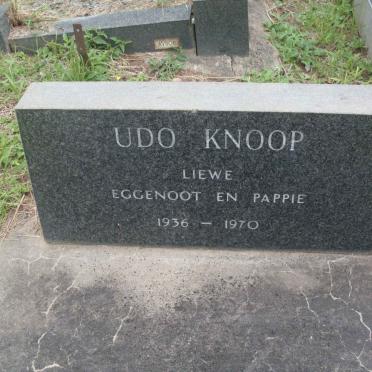 UDO KNOOP
LIEWE
EGGENOOT EN PAPPIE
1936 — 1970